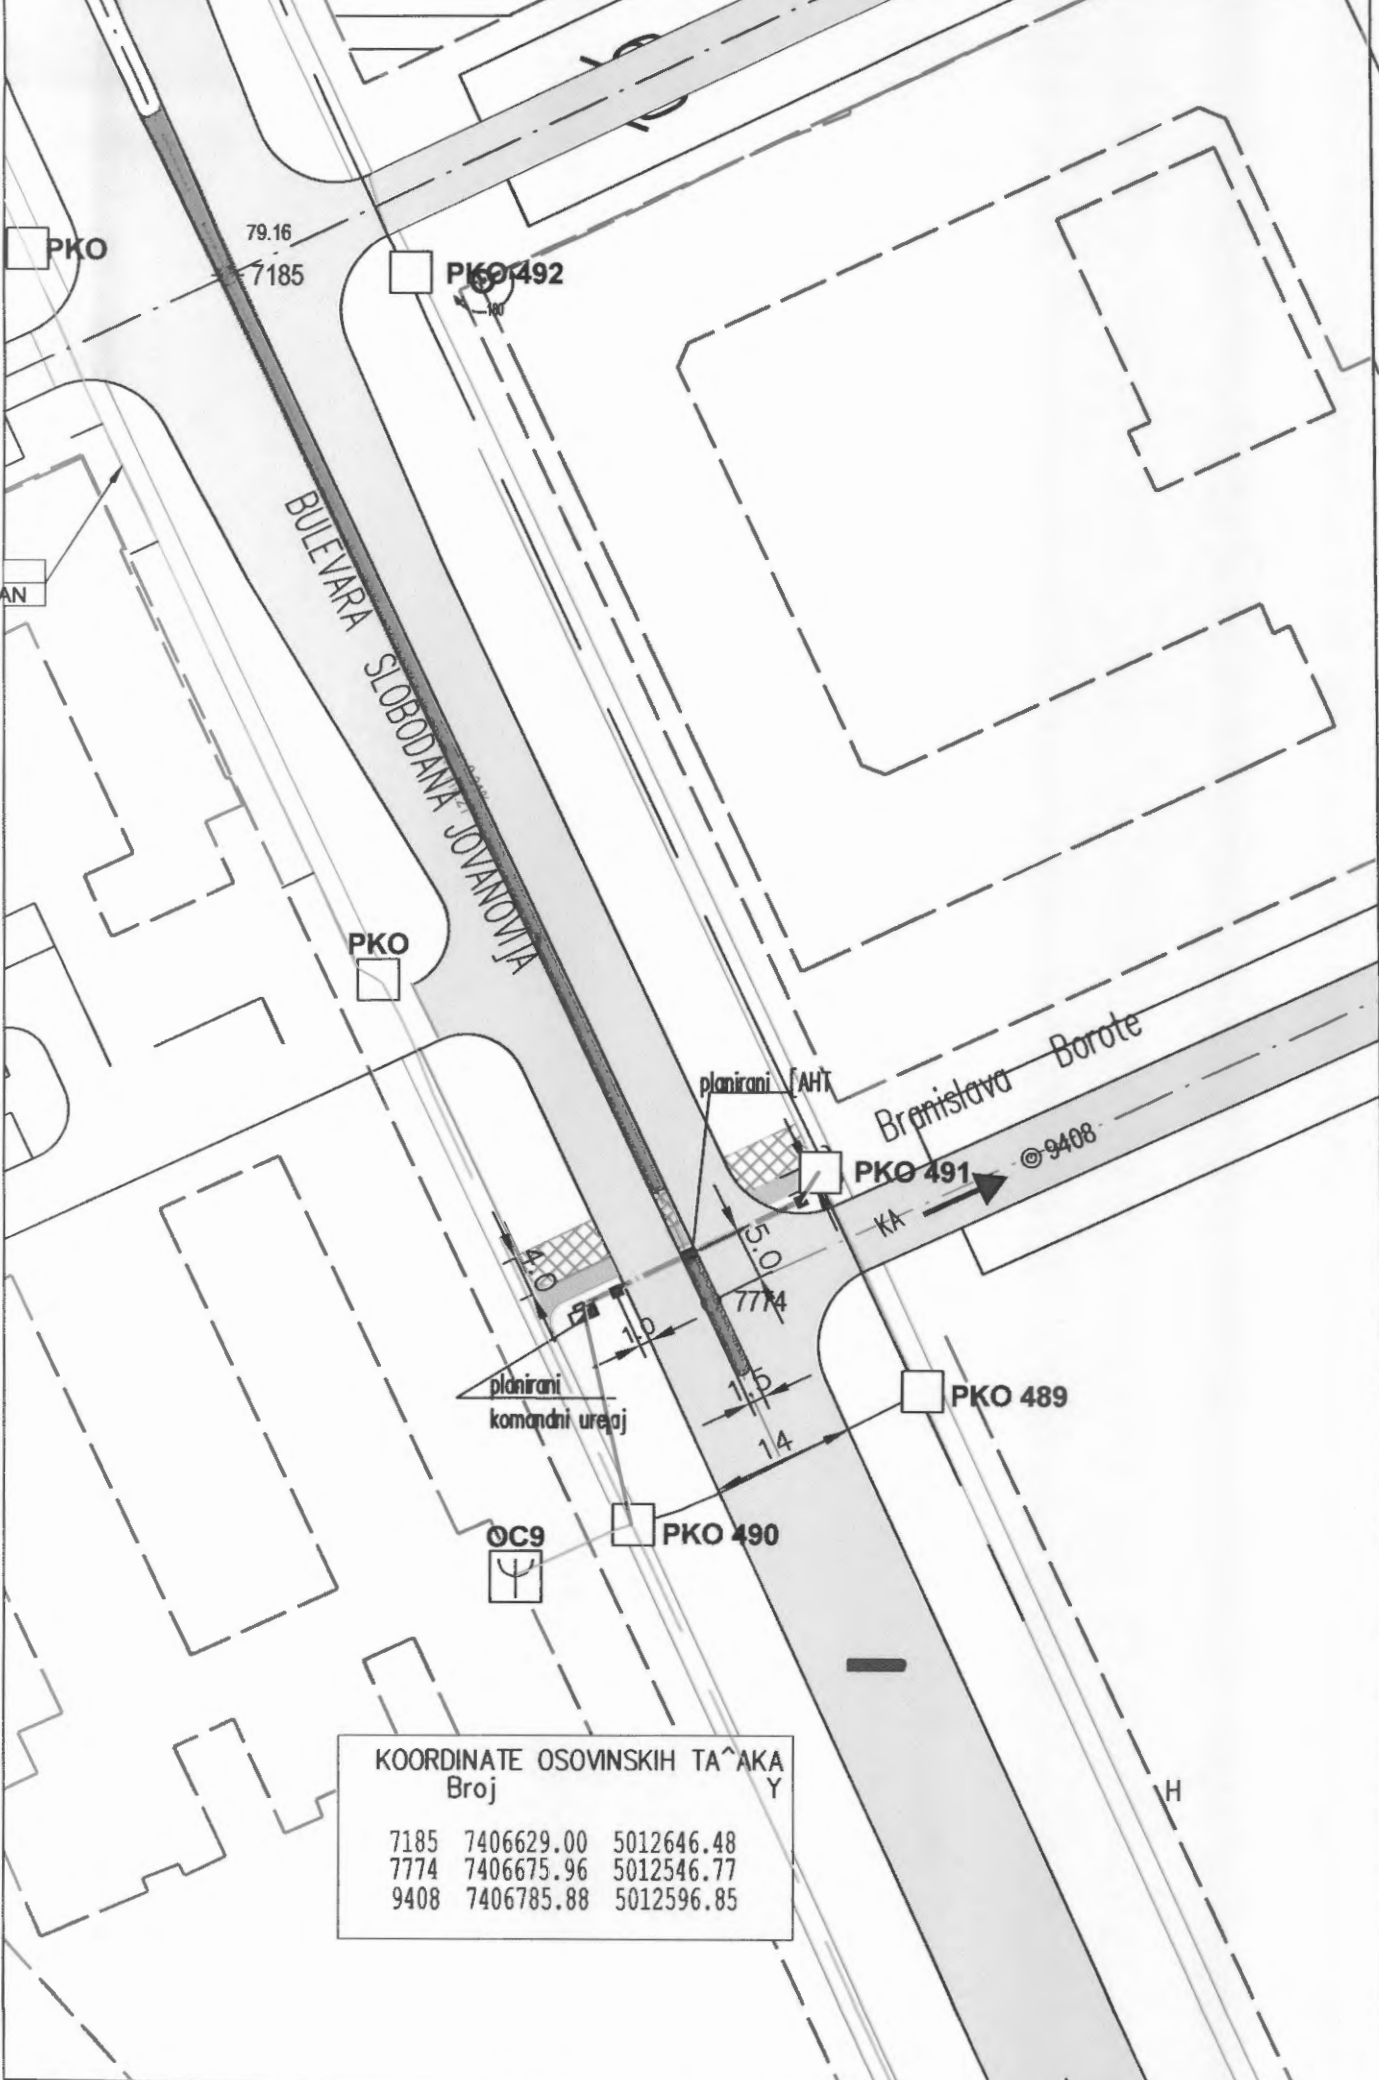 79.16
PKO
7185
PKO 492
180
BULEVARA SLOBODANA JOVANOVI]A
AN
PKO
planirani [AHT
Branislava Borote
9408
PKO 491
KA
5.0
4.0
7774
1.0
planirani
komandni uređaj
1.5
PKO 489
14
PKO 490
OC9
H
KOORDINATE OSOVINSKIH TA^AKA
Broj Y
7185 7406629.00 5012646.48
7774 7406675.96 5012546.77
9408 7406785.88 5012596.85